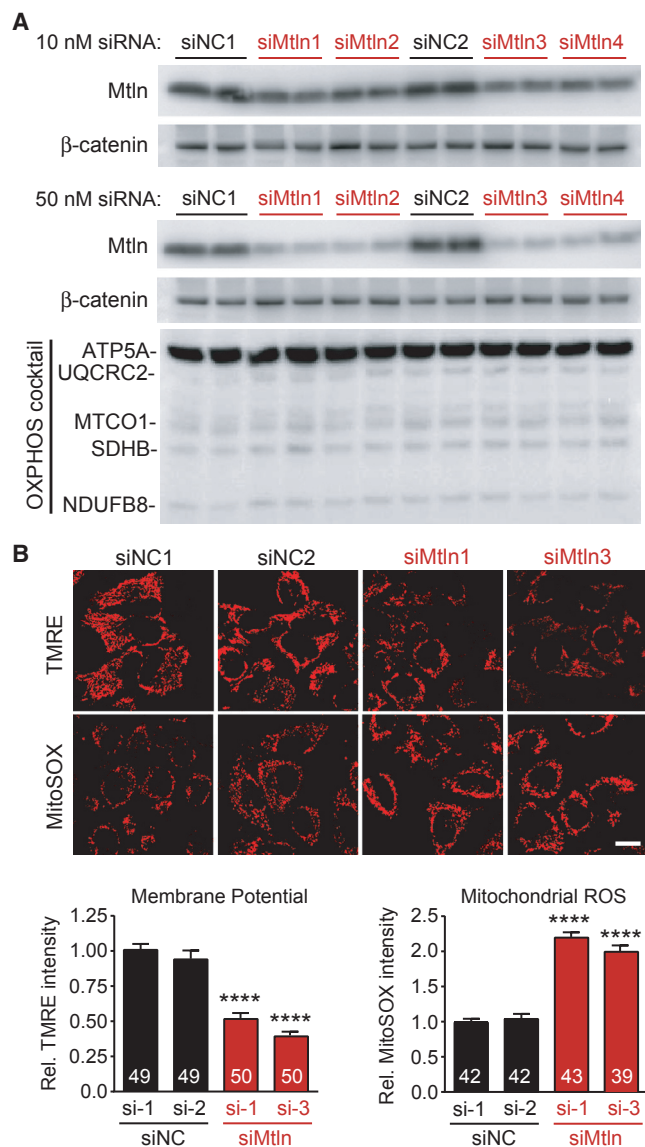 A
10 nM siRNA: siNC1 siMtln1 siMtln2 siNC2 siMtln3 siMtln4
Mtln
β-catenin
50 nM siRNA: siNC1 siMtln1 siMtln2 siNC2 siMtln3 siMtln4
Mtln
β-catenin
OXPHOS cocktail
ATP5A-
UQCRC2-
MTCO1-
SDHB-
NDUFB8-
B
siNC1 siNC2 siMtln1 siMtln3
TMRE
MitoSOX
Membrane Potential
Rel. TMRE intensity
1.25
1.00
0.75
0.50
0.25
0.0
**** ****
49 49 50 50
si-1 si-2 si-1 si-3
siNC siMtln
Mitochondrial ROS
Rel. MitoSOX intensity
2.5
2.0
1.5
1.0
0.5
0
**** ****
42 42 43 39
si-1 si-2 si-1 si-3
siNC siMtln